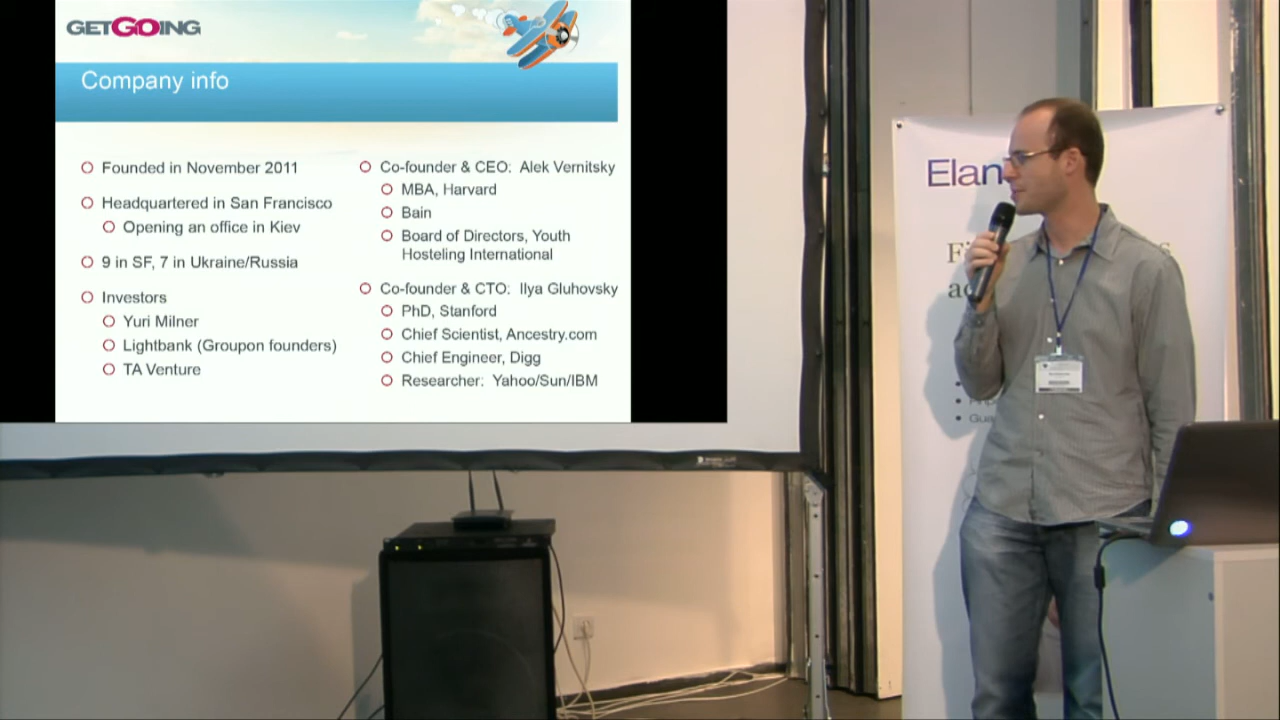 GETGOING
Company info
Founded in November 2011
Headquartered in San Francisco
Opening an office in Kiev
9 in SF, 7 in Ukraine/Russia
Investors
Yuri Milner
Lightbank (Groupon founders)
TA Venture
Co-founder & CEO: Alek Vernitsky
MBA, Harvard
Bain
Board of Directors, Youth
Hosteling International
Co-founder & CTO: Ilya Gluhovsky
PhD, Stanford
Chief Scientist, Ancestry.com
Chief Engineer, Digg
Researcher: Yahoo/Sun/IBM
Elan